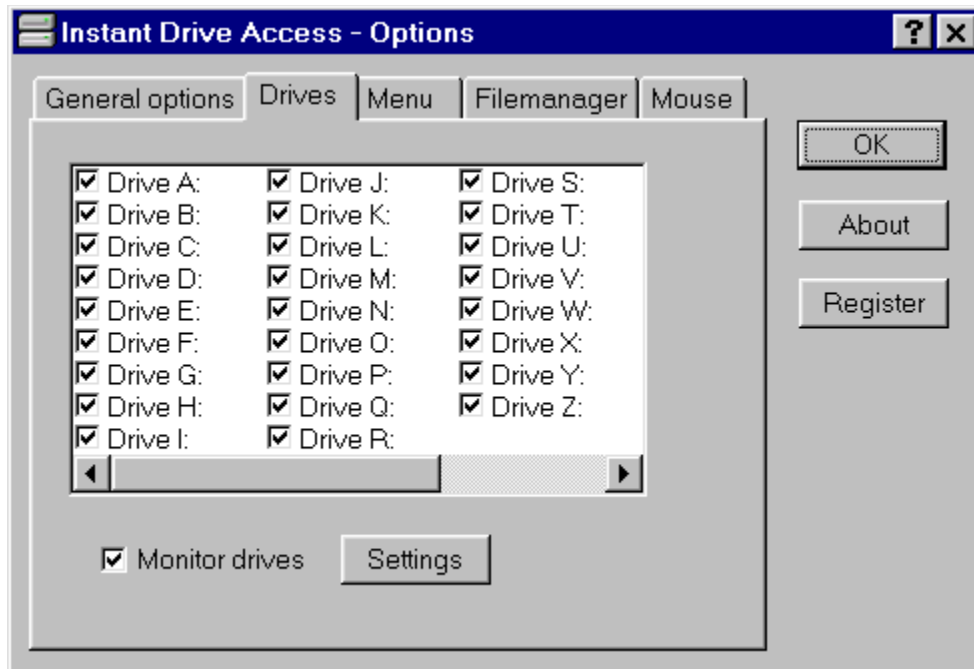 Instant Drive Access - Options
General options Drives Menu Filemanager Mouse
OK
About
Register
Drive A: Drive J: Drive S:
Drive B: Drive K: Drive T:
Drive C: Drive L: Drive U:
Drive D: Drive M: Drive V:
Drive E: Drive N: Drive W:
Drive F: Drive O: Drive X:
Drive G: Drive P: Drive Y:
Drive H: Drive Q: Drive Z:
Drive I: Drive R:
Monitor drives Settings